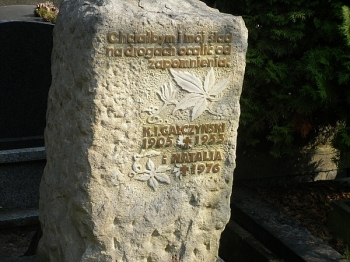 Chciałbym i mój ślad
na drogach ocalić od
zapomnienia.
K.I. GAŁCZYŃSKI
1905 ✝ 1953
i NATALIA
✝ 1976